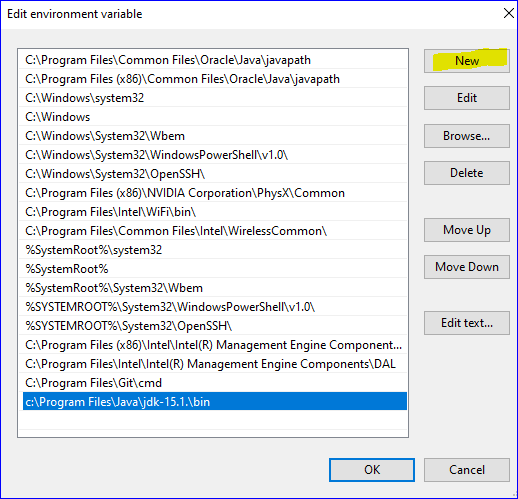 Edit environment variable
C:\Program Files\Common Files\Oracle\Java\javapath
C:\Program Files (x86)\Common Files\Oracle\Java\javapath
C:\Windows\system32
C:\Windows
C:\Windows\System32\Wbem
C:\Windows\System32\WindowsPowerShell\v1.0\
C:\Windows\System32\OpenSSH\
C:\Program Files (x86)\NVIDIA Corporation\PhysX\Common
C:\Program Files\Intel\WiFi\bin\
C:\Program Files\Common Files\Intel\WirelessCommon\
%SystemRoot%\system32
%SystemRoot%
%SystemRoot%\System32\Wbem
%SYSTEMROOT%\System32\WindowsPowerShell\v1.0\
%SYSTEMROOT%\System32\OpenSSH\
C:\Program Files (x86)\Intel\Intel(R) Management Engine Component...
C:\Program Files\Intel\Intel(R) Management Engine Components\DAL
C:\Program Files\Git\cmd
c:\Program Files\Java\jdk-15.1.\bin
New
Edit
Browse...
Delete
Move Up
Move Down
Edit text...
OK
Cancel